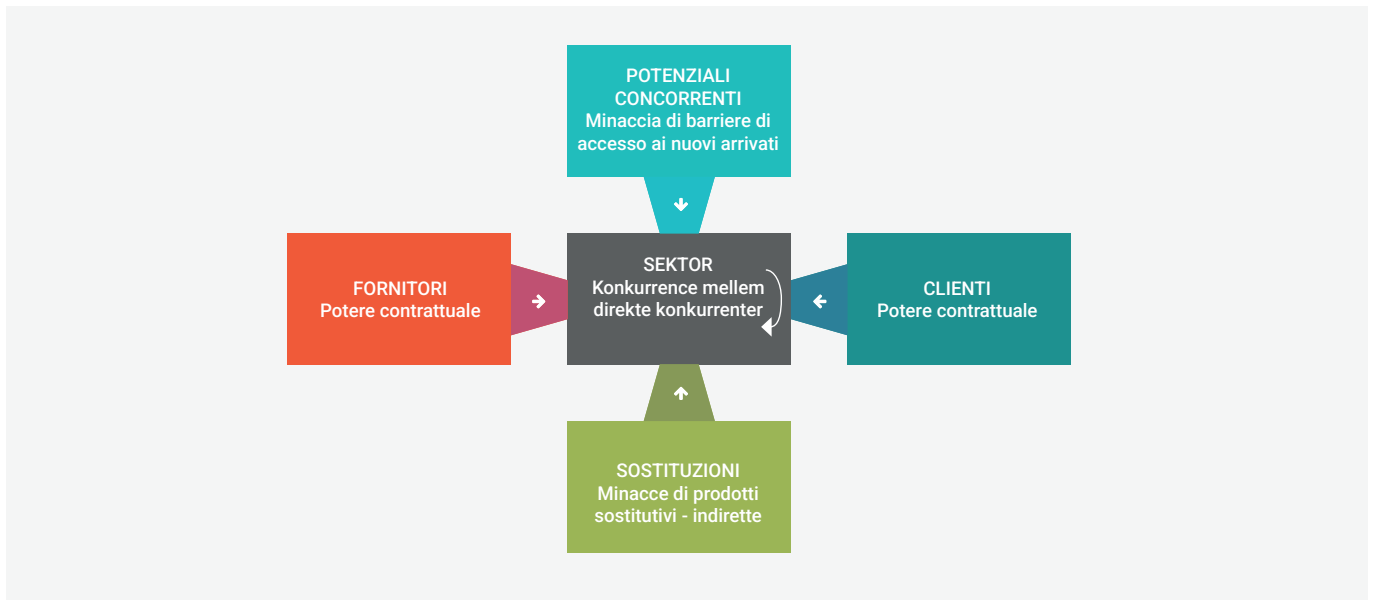 POTENZIALI
CONCORRENTI
Minaccia di barriere di
accesso ai nuovi arrivati
FORNITORI
Potere contrattuale
SEKTOR
Konkurrence mellem
direkte konkurrenter
CLIENTI
Potere contrattuale
SOSTITUZIONI
Minacce di prodotti
sostitutivi - indirette